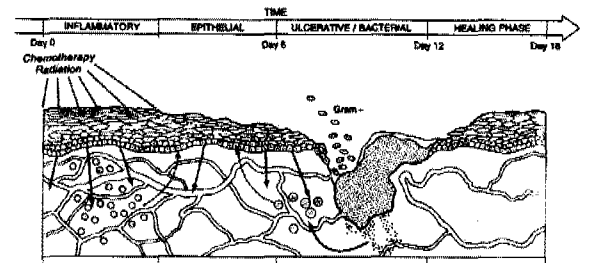 TIME
INFLAMMATORY EPITHELIAL ULCERATIVE / BACTERIAL HEALING PHASE
Day 0 Day 6 Day 12 Day 18
Chemotherapy
Radiation
Gram -